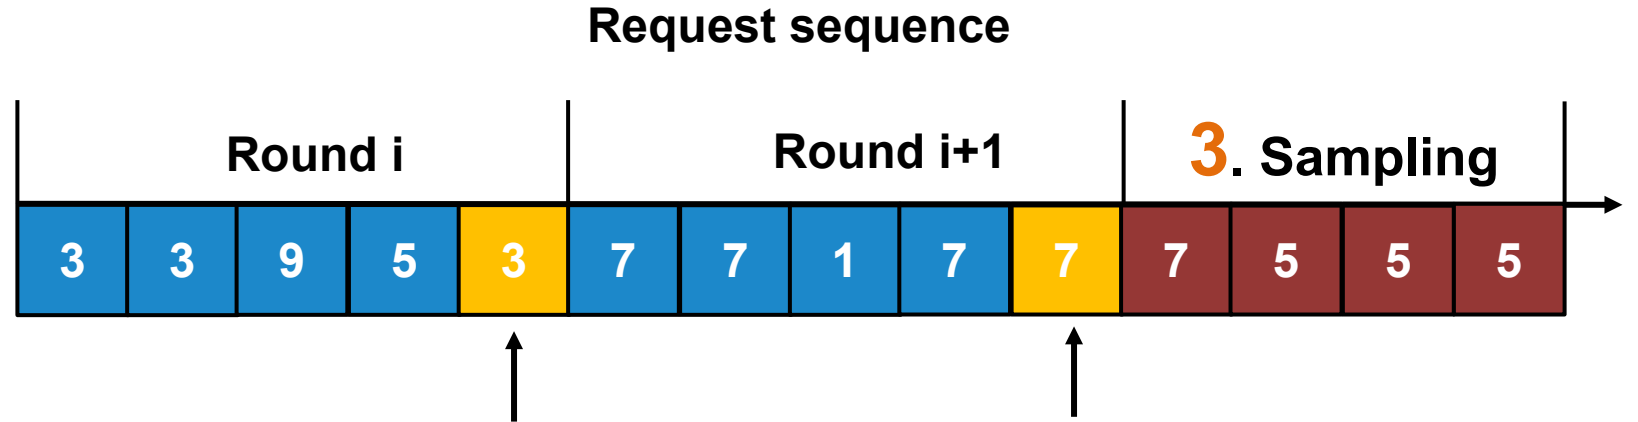 Request sequence
Round i Round i+1 3. Sampling
3 3 9 5 3 7 7 1 7 7 7 5 5 5